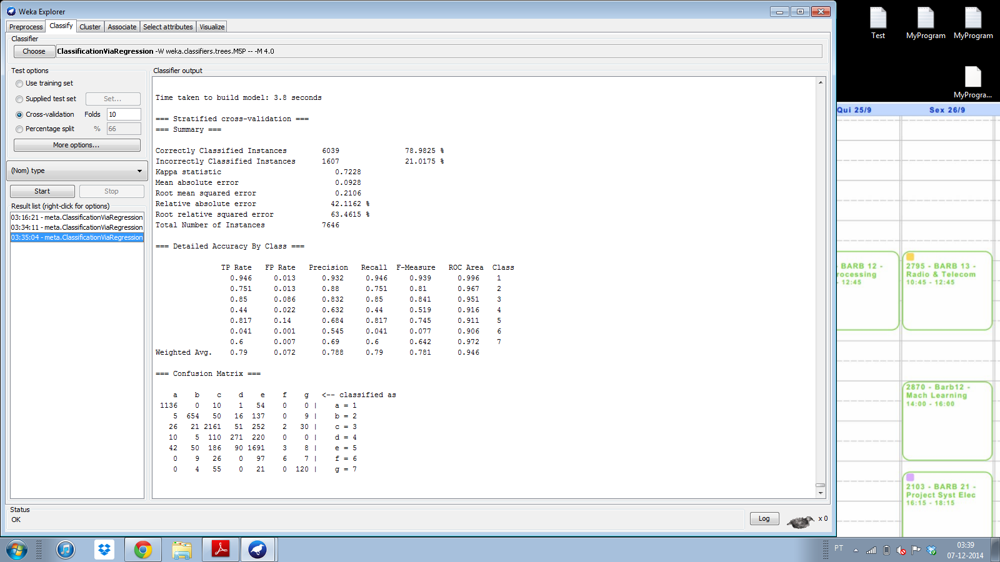 Weka Explorer
Preprocess Classify Cluster Associate Select attributes Visualize
Classifier
Choose ClassificationViaRegression -W weka.classifiers.trees.M5P -- -M 4.0
Test options
Use training set
Supplied test set Set...
Cross-validation Folds 10
Percentage split % 66
More options...
(Nom) type
Start Stop
Result list (right-click for options)
03:16:21 - meta.ClassificationViaRegression
03:34:11 - meta.ClassificationViaRegression
03:35:04 - meta.ClassificationViaRegression
Classifier output
Time taken to build model: 3.8 seconds
=== Stratified cross-validation ===
=== Summary ===
Correctly Classified Instances 6039 78.9825 %
Incorrectly Classified Instances 1607 21.0175 %
Kappa statistic 0.7228
Mean absolute error 0.0928
Root mean squared error 0.2106
Relative absolute error 42.1162 %
Root relative squared error 63.4615 %
Total Number of Instances 7646
=== Detailed Accuracy By Class ===
TP Rate FP Rate Precision Recall F-Measure ROC Area Class
0.946 0.013 0.932 0.946 0.939 0.996 1
0.751 0.013 0.88 0.751 0.81 0.967 2
0.85 0.086 0.832 0.85 0.841 0.951 3
0.44 0.022 0.632 0.44 0.519 0.916 4
0.817 0.14 0.684 0.817 0.745 0.911 5
0.041 0.001 0.545 0.041 0.077 0.906 6
0.6 0.007 0.69 0.6 0.642 0.972 7
Weighted Avg. 0.79 0.072 0.788 0.79 0.781 0.946
=== Confusion Matrix ===
a b c d e f g <-- classified as
1136 0 10 1 54 0 0 | a = 1
5 654 50 16 137 0 9 | b = 2
26 21 2161 51 252 2 30 | c = 3
10 5 110 271 220 0 0 | d = 4
42 50 186 90 1691 3 8 | e = 5
0 9 26 0 97 6 7 | f = 6
0 4 55 0 21 0 120 | g = 7
Status
OK
Log x 0
Test MyProgram MyProgram
MyProgra...
Qui 25/9 Sex 26/9
- BARB 12 -
rocessing
- 12:45
2795 - BARB 13 -
Radio & Telecom
10:45 - 12:45
2870 - Barb12 -
Mach Learning
14:00 - 16:00
2103 - BARB 21 -
Project Syst Elec
16:15 - 18:15
PT
03:39
07-12-2014